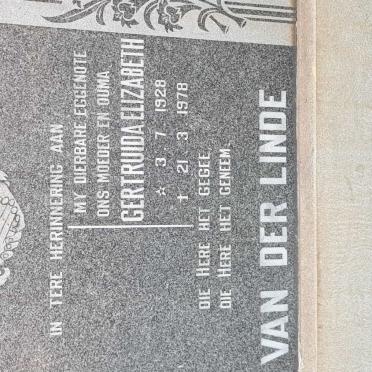 IN TERE HERINNERING AAN
MY DIERBARE EGGENOTE
ONS MOEDER EN OUMA
GERTRUIDA ELIZABETH
☆ 3 7 1928
† 21 3 1978
DIE HERE HET GEGEE
DIE HERE HET GENEEM
VAN DER LINDE